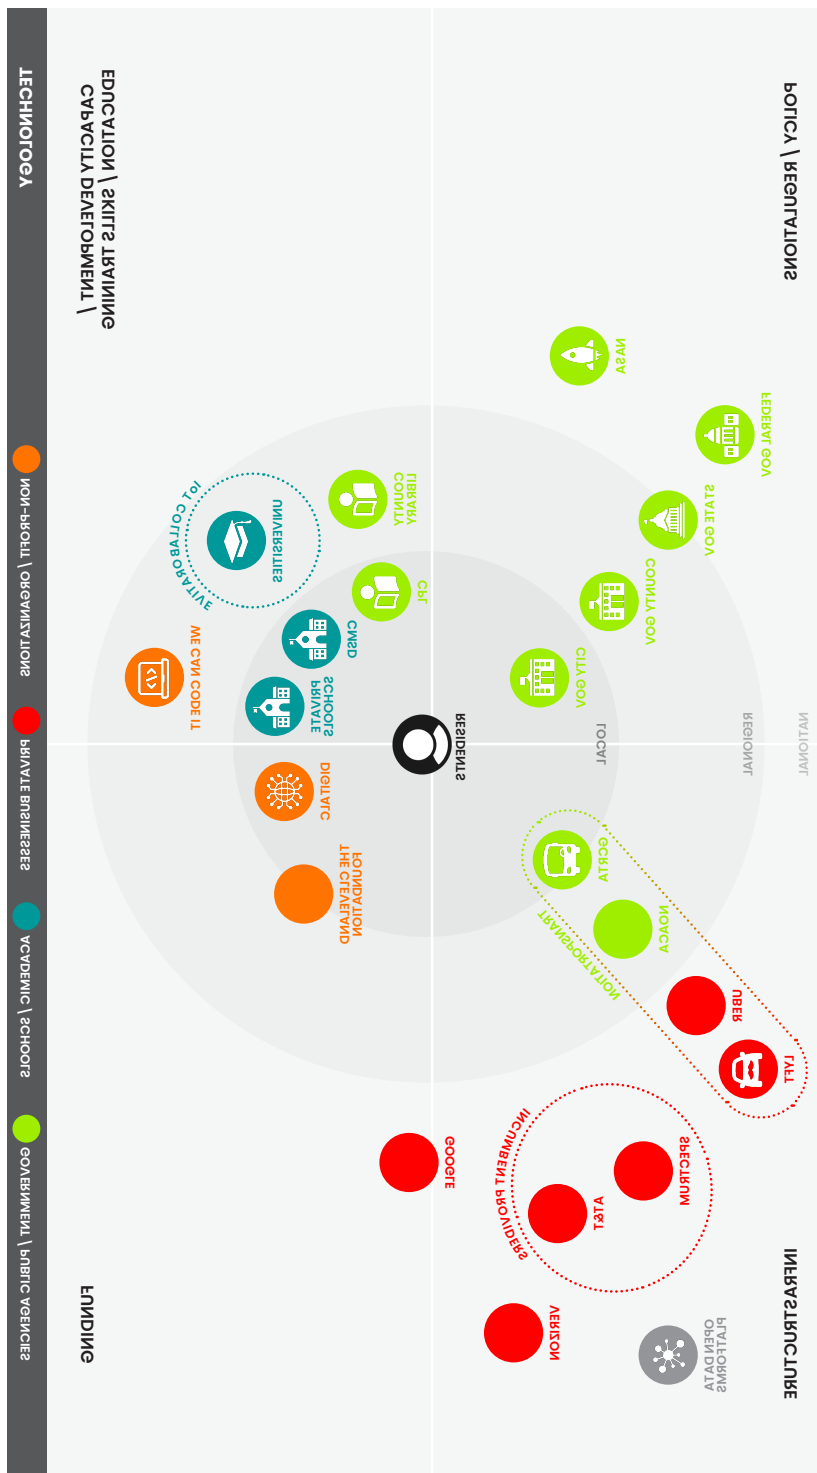 TECHNOLOGY
NON-PROFIT / ORGANIZATIONS
PRIVATE BUSINESSES
ACADEMIC / SCHOOLS
GOVERNMENT / PUBLIC AGENCIES
CAPACITY DEVELOPMENT /
EDUCATION / SKILLS TRAINING
POLICY / REGULATIONS
NASA
FEDERAL GOV
STATE GOV
COUNTY GOV
CITY GOV
COUNTY
LIBRARY
CPL
IoT COLLABORATIVE
UNIVERSITIES
CMSD
PRIVATE
SCHOOLS
WE CAN CODE IT
RESIDENTS
LOCAL
REGIONAL
NATIONAL
DIGITALC
THE CLEVELAND
FOUNDATION
GCRTA
NOACA
TRANSPORTATION
UBER
LYFT
GOOGLE
INCUMBENT PROVIDERS
SPECTRUM
AT&T
VERIZON
OPEN DATA
PLATFORMS
FUNDING
INFRASTRUCTURE